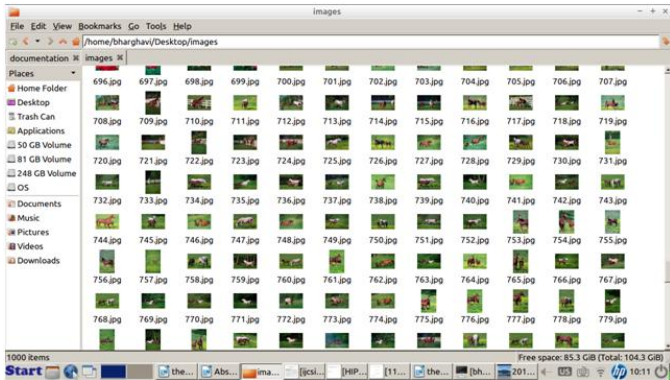 images
File Edit View Bookmarks Go Tools Help
/home/bharghavi/Desktop/images
documentation images
Places
Home Folder
Desktop
Trash Can
Applications
50 GB Volume
81 GB Volume
248 GB Volume
OS
Documents
Music
Pictures
Videos
Downloads
696.jpg 697.jpg 698.jpg 699.jpg 700.jpg 701.jpg 702.jpg 703.jpg 704.jpg 705.jpg 706.jpg 707.jpg
708.jpg 709.jpg 710.jpg 711.jpg 712.jpg 713.jpg 714.jpg 715.jpg 716.jpg 717.jpg 718.jpg 719.jpg
720.jpg 721.jpg 722.jpg 723.jpg 724.jpg 725.jpg 726.jpg 727.jpg 728.jpg 729.jpg 730.jpg 731.jpg
732.jpg 733.jpg 734.jpg 735.jpg 736.jpg 737.jpg 738.jpg 739.jpg 740.jpg 741.jpg 742.jpg 743.jpg
744.jpg 745.jpg 746.jpg 747.jpg 748.jpg 749.jpg 750.jpg 751.jpg 752.jpg 753.jpg 754.jpg 755.jpg
756.jpg 757.jpg 758.jpg 759.jpg 760.jpg 761.jpg 762.jpg 763.jpg 764.jpg 765.jpg 766.jpg 767.jpg
768.jpg 769.jpg 770.jpg 771.jpg 772.jpg 773.jpg 774.jpg 775.jpg 776.jpg 777.jpg 778.jpg 779.jpg
1000 items Free space: 85.3 GiB (Total: 104.3 GiB)
Start the... Abs... ima... [ijcsi... [HIP... [11... the... [bh... 201... US hp 10:11